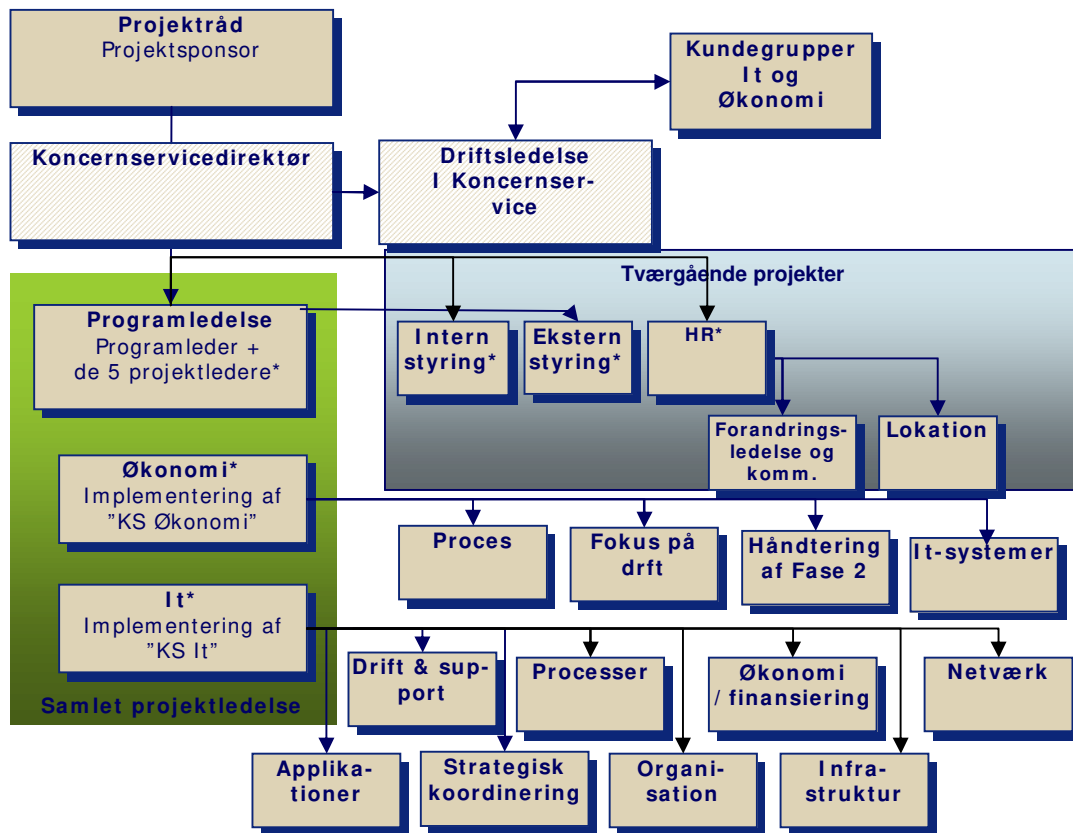 Projektråd
Projektsponsor
Kundegrupper
It og
Økonomi
Koncernservicedirektør
Driftsledelse
I Koncernser-
vice
Tværgående projekter
Programledelse
Programleder +
de 5 projektledere*
Intern
styring*
Ekstern
styring*
HR*
Forandrings-
ledelse og
komm.
Lokation
Økonomi*
Implementering af
”KS Økonomi”
Proces
Fokus på
drft
Håndtering
af Fase 2
It-systemer
It*
Implementering af
”KS It”
Samlet projektledelse
Drift & sup-
port
Processer
Økonomi
/ finansiering
Netværk
Applika-
tioner
Strategisk
koordinering
Organi-
sation
Infra-
struktur